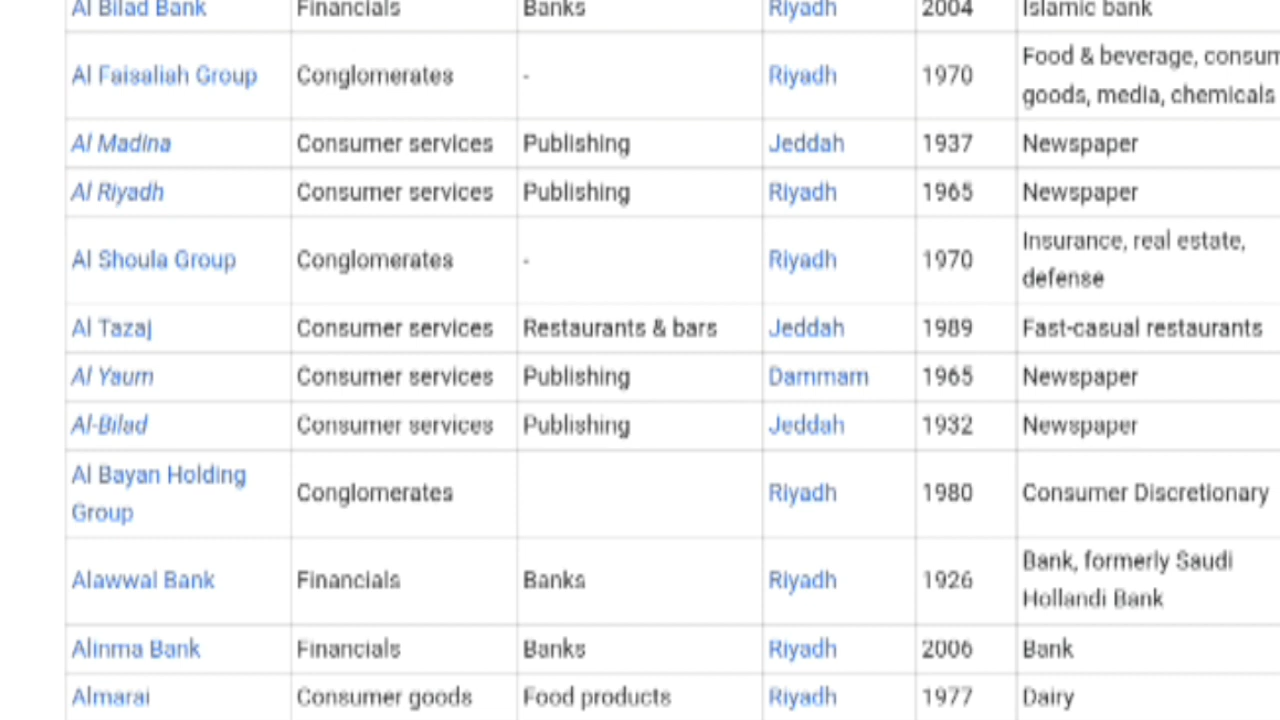 Al Bilad Bank Financials Banks Riyadh 2004 Islamic bank
Al Faisaliah Group Conglomerates - Riyadh 1970 Food & beverage, consum
goods, media, chemicals
Al Madina Consumer services Publishing Jeddah 1937 Newspaper
Al Riyadh Consumer services Publishing Riyadh 1965 Newspaper
Al Shoula Group Conglomerates - Riyadh 1970 Insurance, real estate,
defense
Al Tazaj Consumer services Restaurants & bars Jeddah 1989 Fast-casual restaurants
Al Yaum Consumer services Publishing Dammam 1965 Newspaper
Al-Bilad Consumer services Publishing Jeddah 1932 Newspaper
Al Bayan Holding
Group Conglomerates Riyadh 1980 Consumer Discretionary
Alawwal Bank Financials Banks Riyadh 1926 Bank, formerly Saudi
Hollandi Bank
Alinma Bank Financials Banks Riyadh 2006 Bank
Almarai Consumer goods Food products Riyadh 1977 Dairy